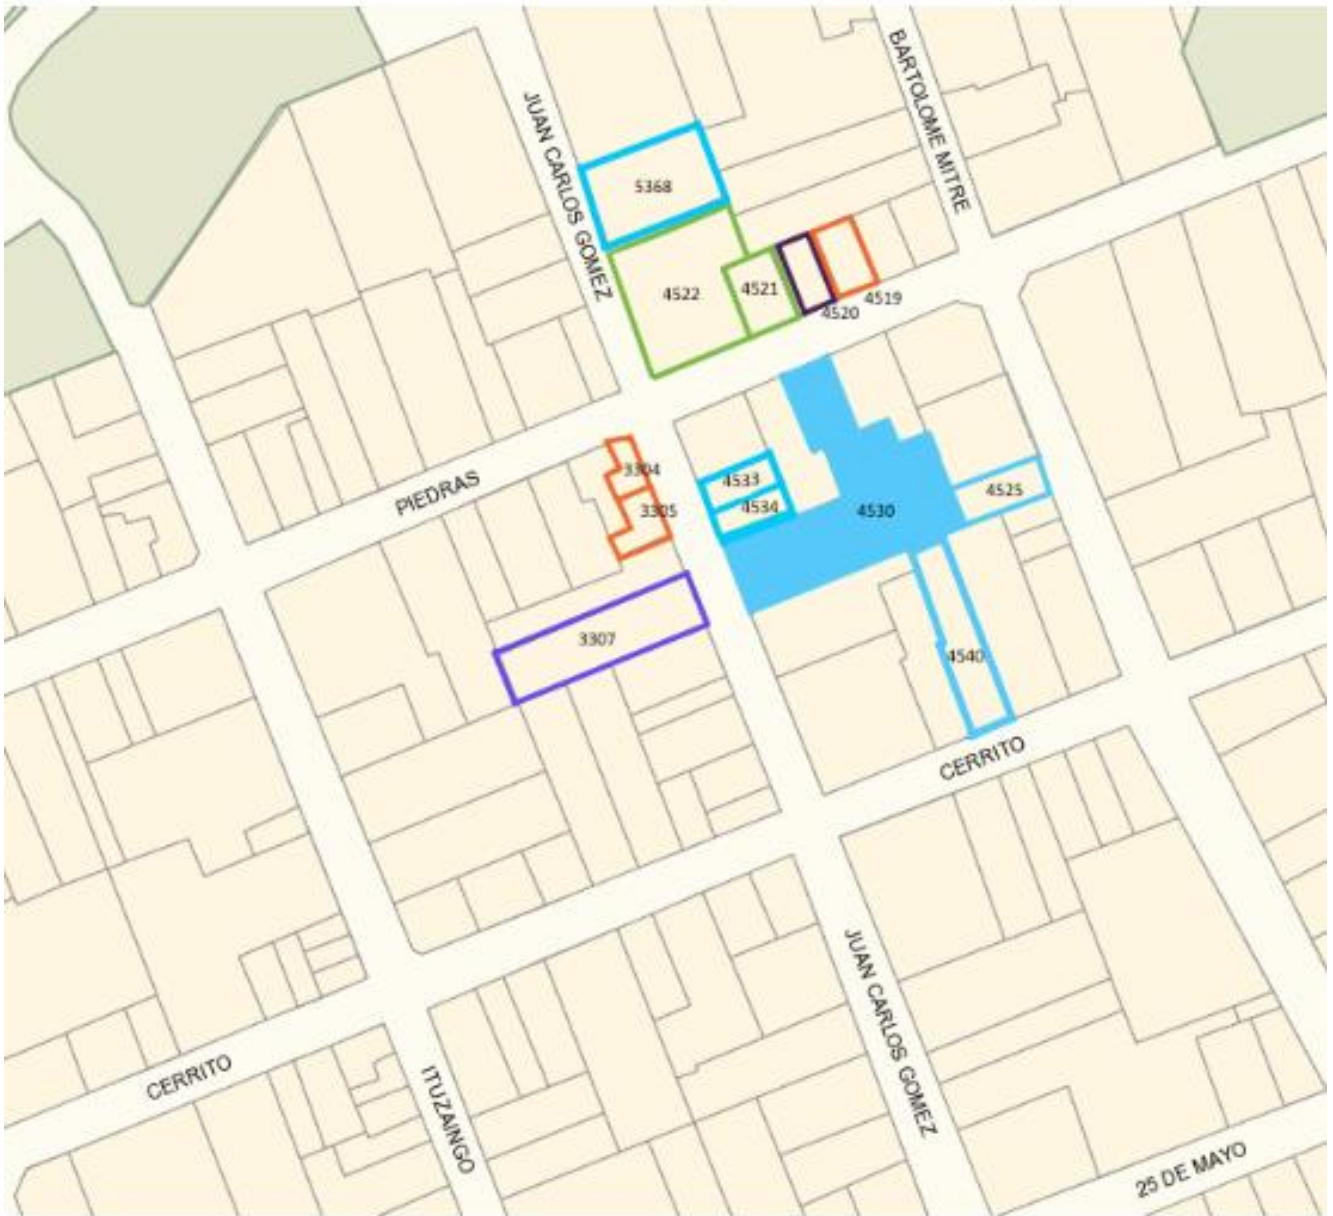 BARTOLOME MITRE
JUAN CARLOS GOMEZ
5368
4522
4521
4519
4520
3304
4533
PIEDRAS
4525
3305
4534
4530
3307
4540
CERRITO
JUAN CARLOS GOMEZ
CERRITO
ITUZAINGO
25 DE MAYO